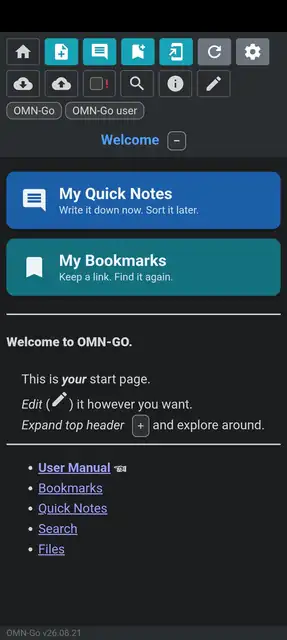 !
OMN-Go OMN-Go user
Welcome −
My Quick Notes
Write it down now. Sort it later.
My Bookmarks
Keep a link. Find it again.
Welcome to OMN-GO.
This is your start page.
Edit () it however you want.
Expand top header + and explore around.
User Manual
Bookmarks
Quick Notes
Search
Files
OMN-Go v26.08.21